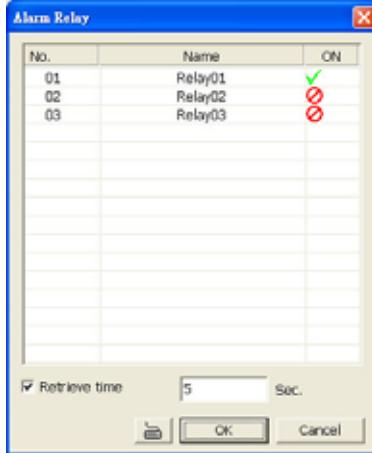 Alarm Relay
No. Name ON
01 Relay01
02 Relay02
03 Relay03
Retrieve time 5 Sec.
OK Cancel